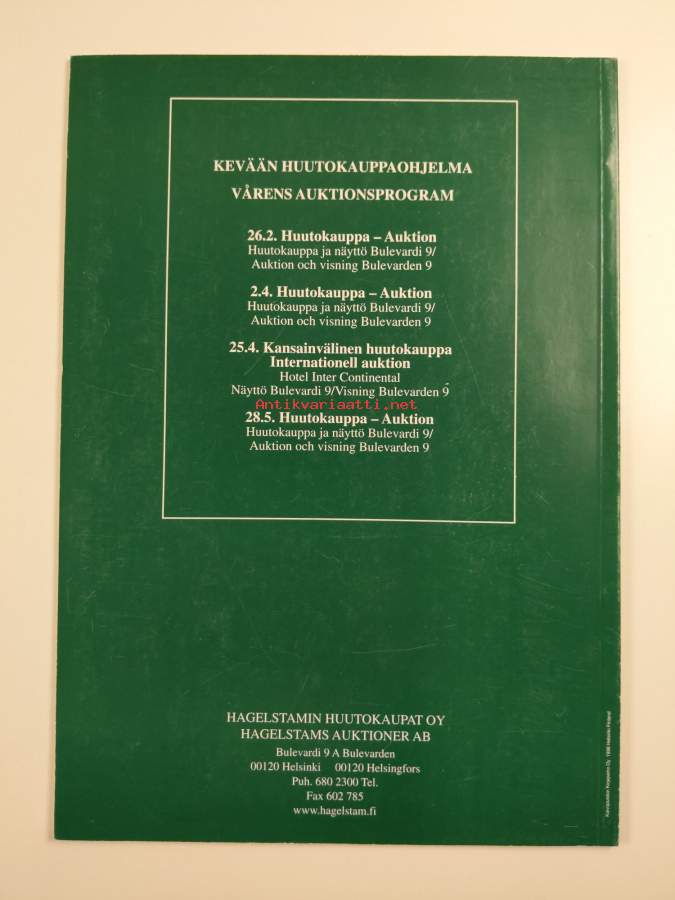 KEVÄÄN HUUTOKAUPPAOHJELMA
VÅRENS AUKTIONSPROGRAM
26.2. Huutokauppa – Auktion
Huutokauppa ja näyttö Bulevardi 9/
Auktion och visning Bulevarden 9
2.4. Huutokauppa – Auktion
Huutokauppa ja näyttö Bulevardi 9/
Auktion och visning Bulevarden 9
25.4. Kansainvälinen huutokauppa
Internationell auktion
Hotel Inter Continental
Näyttö Bulevardi 9/Visning Bulevarden 9
Antikvariaatti.net
28.5. Huutokauppa – Auktion
Huutokauppa ja näyttö Bulevardi 9/
Auktion och visning Bulevarden 9
HAGELSTAMIN HUUTOKAUPAT OY
HAGELSTAMS AUKTIONER AB
Bulevardi 9 A Bulevarden
00120 Helsinki 00120 Helsingfors
Puh. 680 2300 Tel.
Fax 602 785
www.hagelstam.fi
Oy, 1998 Helsinki Finland